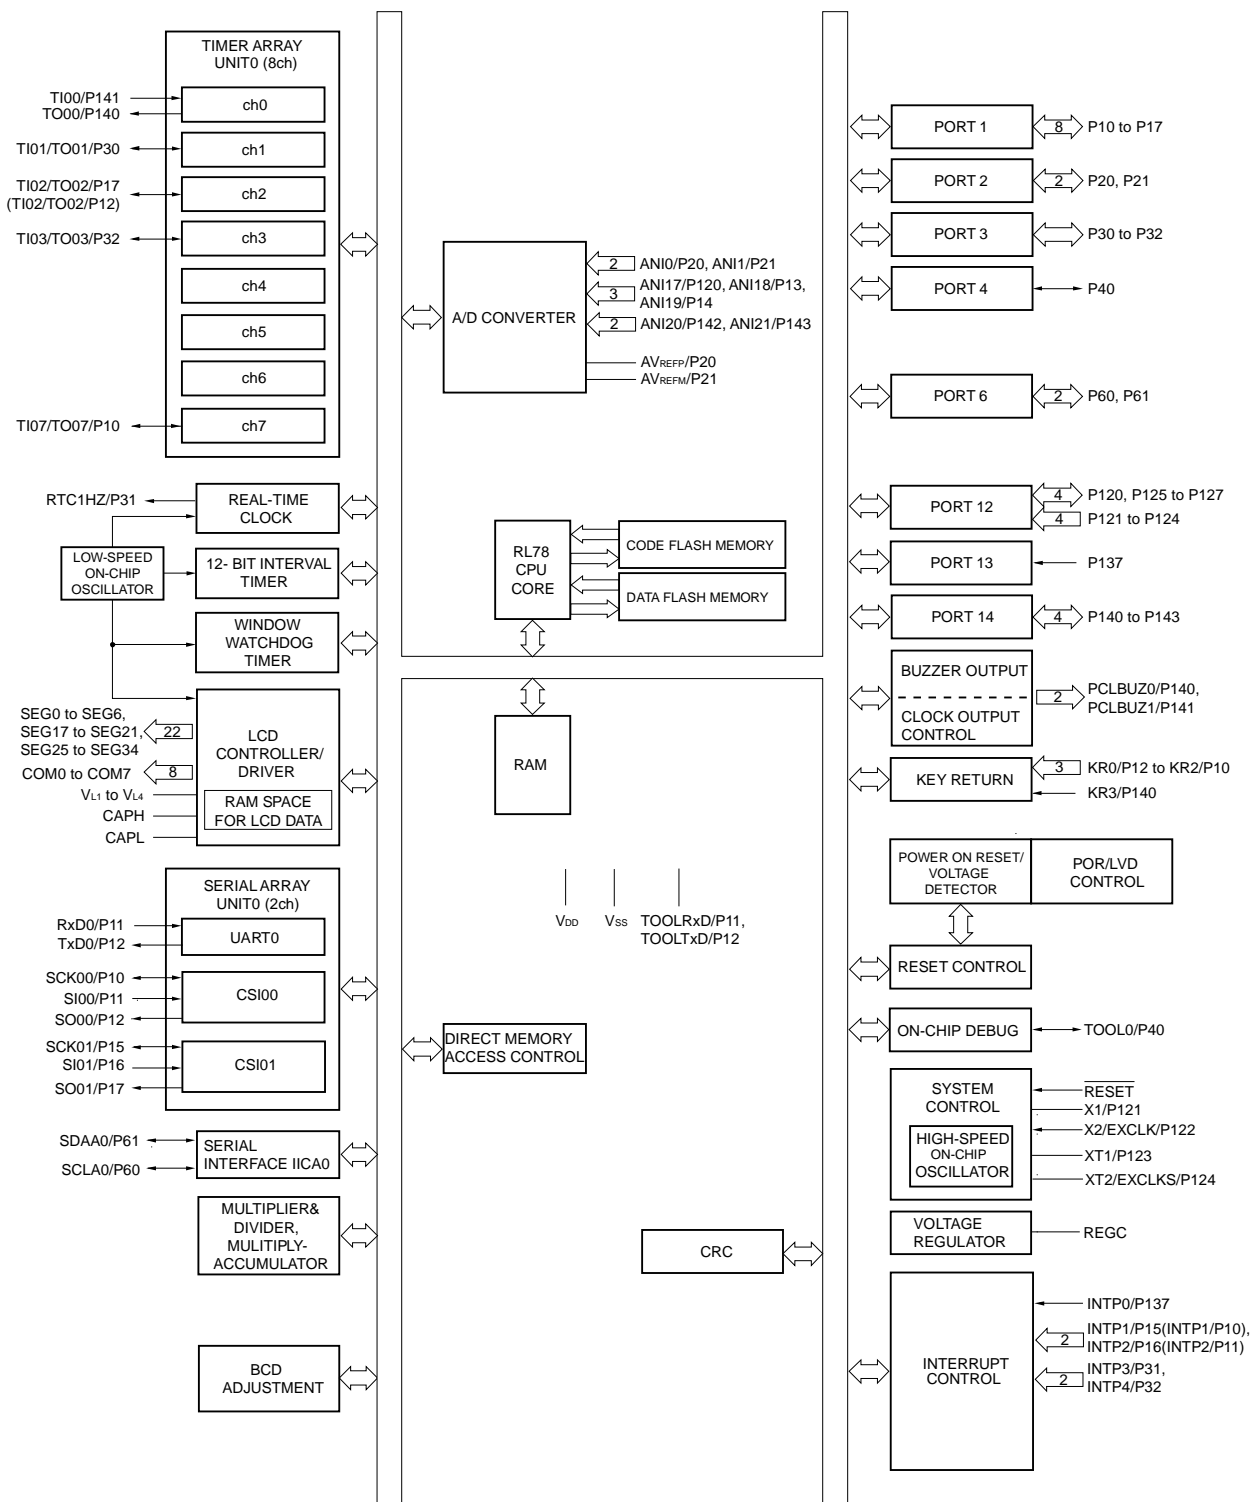 TIMER ARRAY
UNIT0 (8ch)
TI00/P141
TO00/P140
ch0
TI01/TO01/P30
ch1
TI02/TO02/P17
(TI02/TO02/P12)
ch2
TI03/TO03/P32
ch3
ch4
ch5
ch6
TI07/TO07/P10
ch7
RTC1HZ/P31
REAL-TIME
CLOCK
LOW-SPEED
ON-CHIP
OSCILLATOR
12- BIT INTERVAL
TIMER
WINDOW
WATCHDOG
TIMER
SEG0 to SEG6,
SEG17 to SEG21,
SEG25 to SEG34
22
COM0 to COM7
8
VL1 to VL4
CAPH
CAPL
LCD
CONTROLLER/
DRIVER
RAM SPACE
FOR LCD DATA
SERIAL ARRAY
UNIT0 (2ch)
RxD0/P11
TxD0/P12
UART0
SCK00/P10
SI00/P11
SO00/P12
CSI00
SCK01/P15
SI01/P16
SO01/P17
CSI01
SDAA0/P61
SCLA0/P60
SERIAL
INTERFACE IICA0
MULTIPLIER&
DIVIDER,
MULITIPLY-
ACCUMULATOR
BCD
ADJUSTMENT
A/D CONVERTER
2
ANI0/P20, ANI1/P21
3
ANI17/P120, ANI18/P13,
ANI19/P14
2
ANI20/P142, ANI21/P143
AVREFP/P20
AVREFM/P21
RL78
CPU
CORE
CODE FLASH MEMORY
DATA FLASH MEMORY
RAM
VDD
VSS
TOOLRxD/P11,
TOOLTxD/P12
DIRECT MEMORY
ACCESS CONTROL
CRC
PORT 1
8
P10 to P17
PORT 2
2
P20, P21
PORT 3
P30 to P32
PORT 4
P40
PORT 6
2
P60, P61
PORT 12
4
P120, P125 to P127
4
P121 to P124
PORT 13
P137
PORT 14
4
P140 to P143
BUZZER OUTPUT
CLOCK OUTPUT
CONTROL
2
PCLBUZ0/P140,
PCLBUZ1/P141
KEY RETURN
3
KR0/P12 to KR2/P10
KR3/P140
POWER ON RESET/
VOLTAGE
DETECTOR
POR/LVD
CONTROL
RESET CONTROL
ON-CHIP DEBUG
TOOL0/P40
SYSTEM
CONTROL
HIGH-SPEED
ON-CHIP
OSCILLATOR
RESET
X1/P121
X2/EXCLK/P122
XT1/P123
XT2/EXCLKS/P124
VOLTAGE
REGULATOR
REGC
INTERRUPT
CONTROL
INTP0/P137
2
INTP1/P15(INTP1/P10),
INTP2/P16(INTP2/P11)
2
INTP3/P31,
INTP4/P32